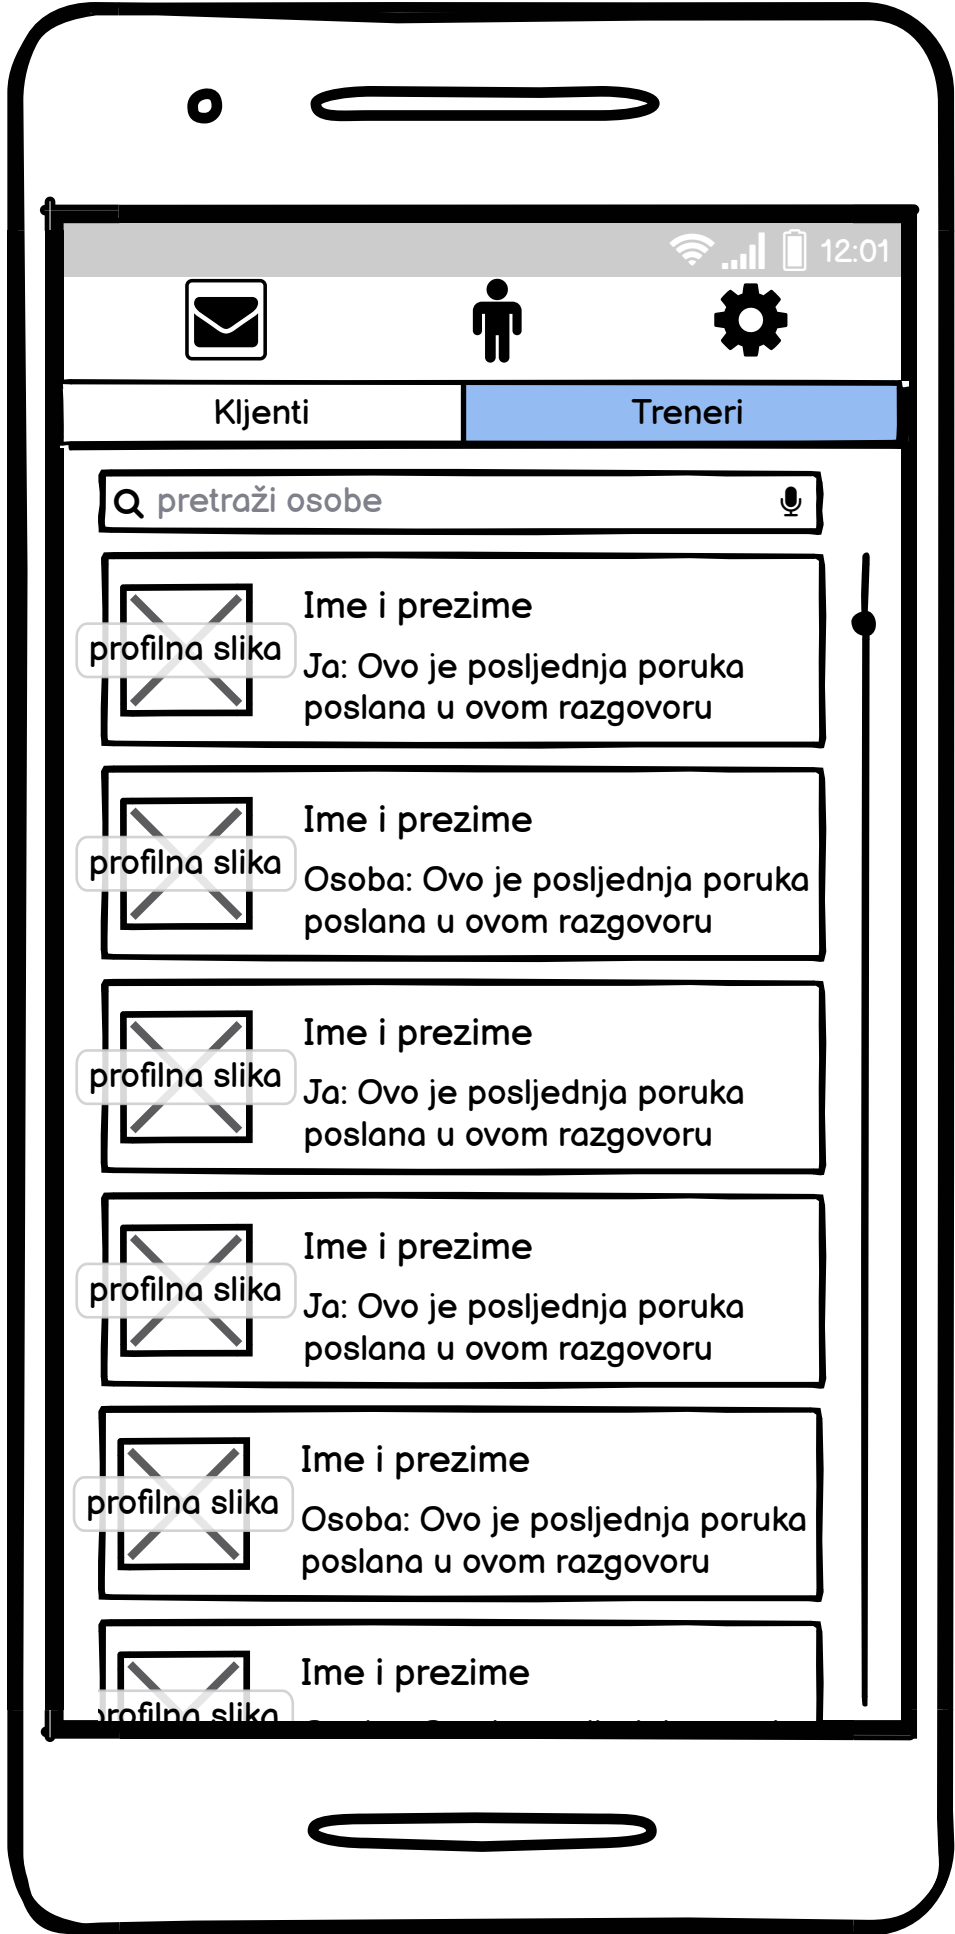 12:01
Kljenti
Treneri
pretraži osobe
Ime i prezime
profilna slika
Ja: Ovo je posljednja poruka
poslana u ovom razgovoru
Ime i prezime
profilna slika
Osoba: Ovo je posljednja poruka
poslana u ovom razgovoru
Ime i prezime
profilna slika
Ja: Ovo je posljednja poruka
poslana u ovom razgovoru
Ime i prezime
profilna slika
Ja: Ovo je posljednja poruka
poslana u ovom razgovoru
Ime i prezime
profilna slika
Osoba: Ovo je posljednja poruka
poslana u ovom razgovoru
Ime i prezime
profilna slika